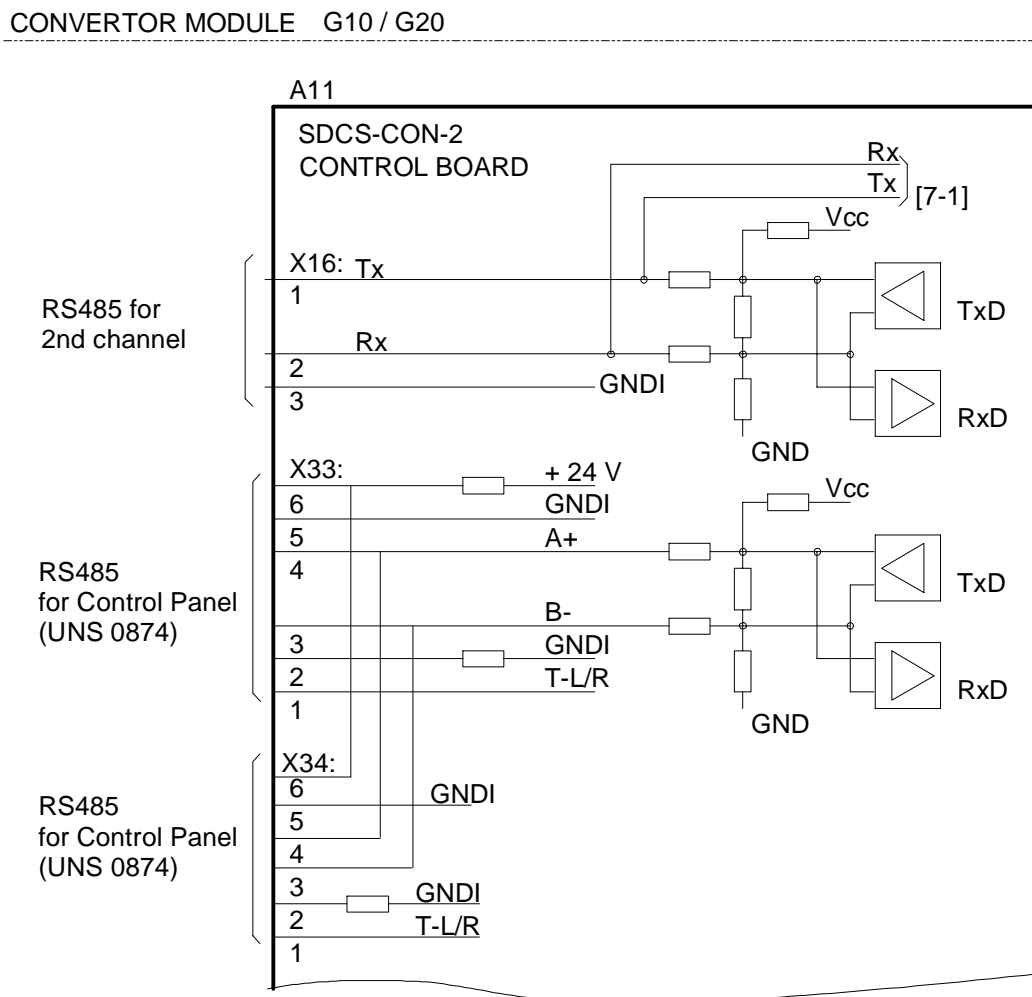 CONVERTOR MODULE G10 / G20
A11
SDCS-CON-2
CONTROL BOARD
Rx
Tx
[7-1]
Vcc
X16: Tx
1
TxD
RS485 for
2nd channel
Rx
2
GNDI
3
RxD
GND
X33:
+ 24 V
Vcc
6
GNDI
5
A+
4
TxD
RS485
for Control Panel
(UNS 0874)
B-
3
GNDI
2
T-L/R
RxD
1
GND
X34:
6
GNDI
5
RS485
for Control Panel
(UNS 0874)
4
3
GNDI
2
T-L/R
1